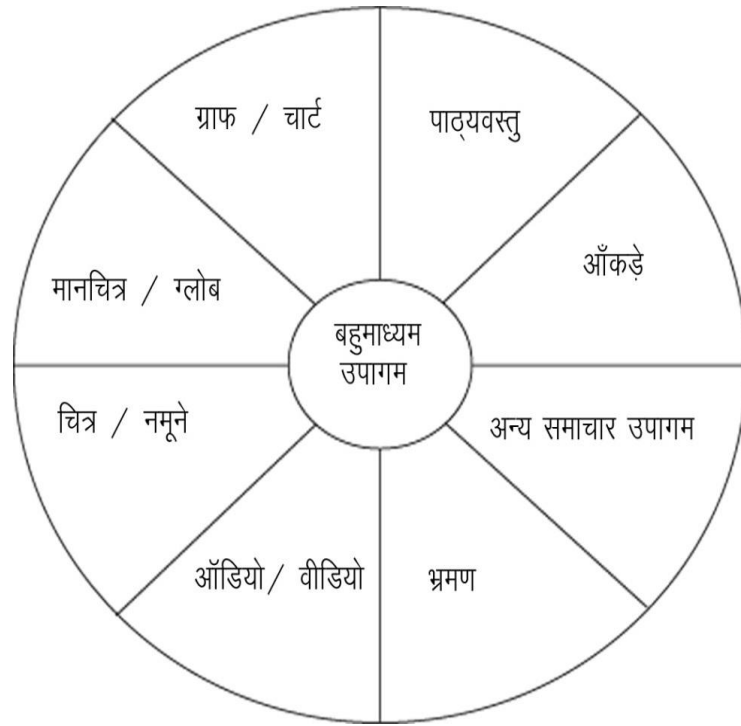 ग्राफ / चार्ट
पाठ्यवस्तु
आँकड़े
मानचित्र / ग्लोब
बहुमाध्यम
उपागम
चित्र / नमूने
अन्य समाचार उपागम
ऑडियो / वीडियो
भ्रमण